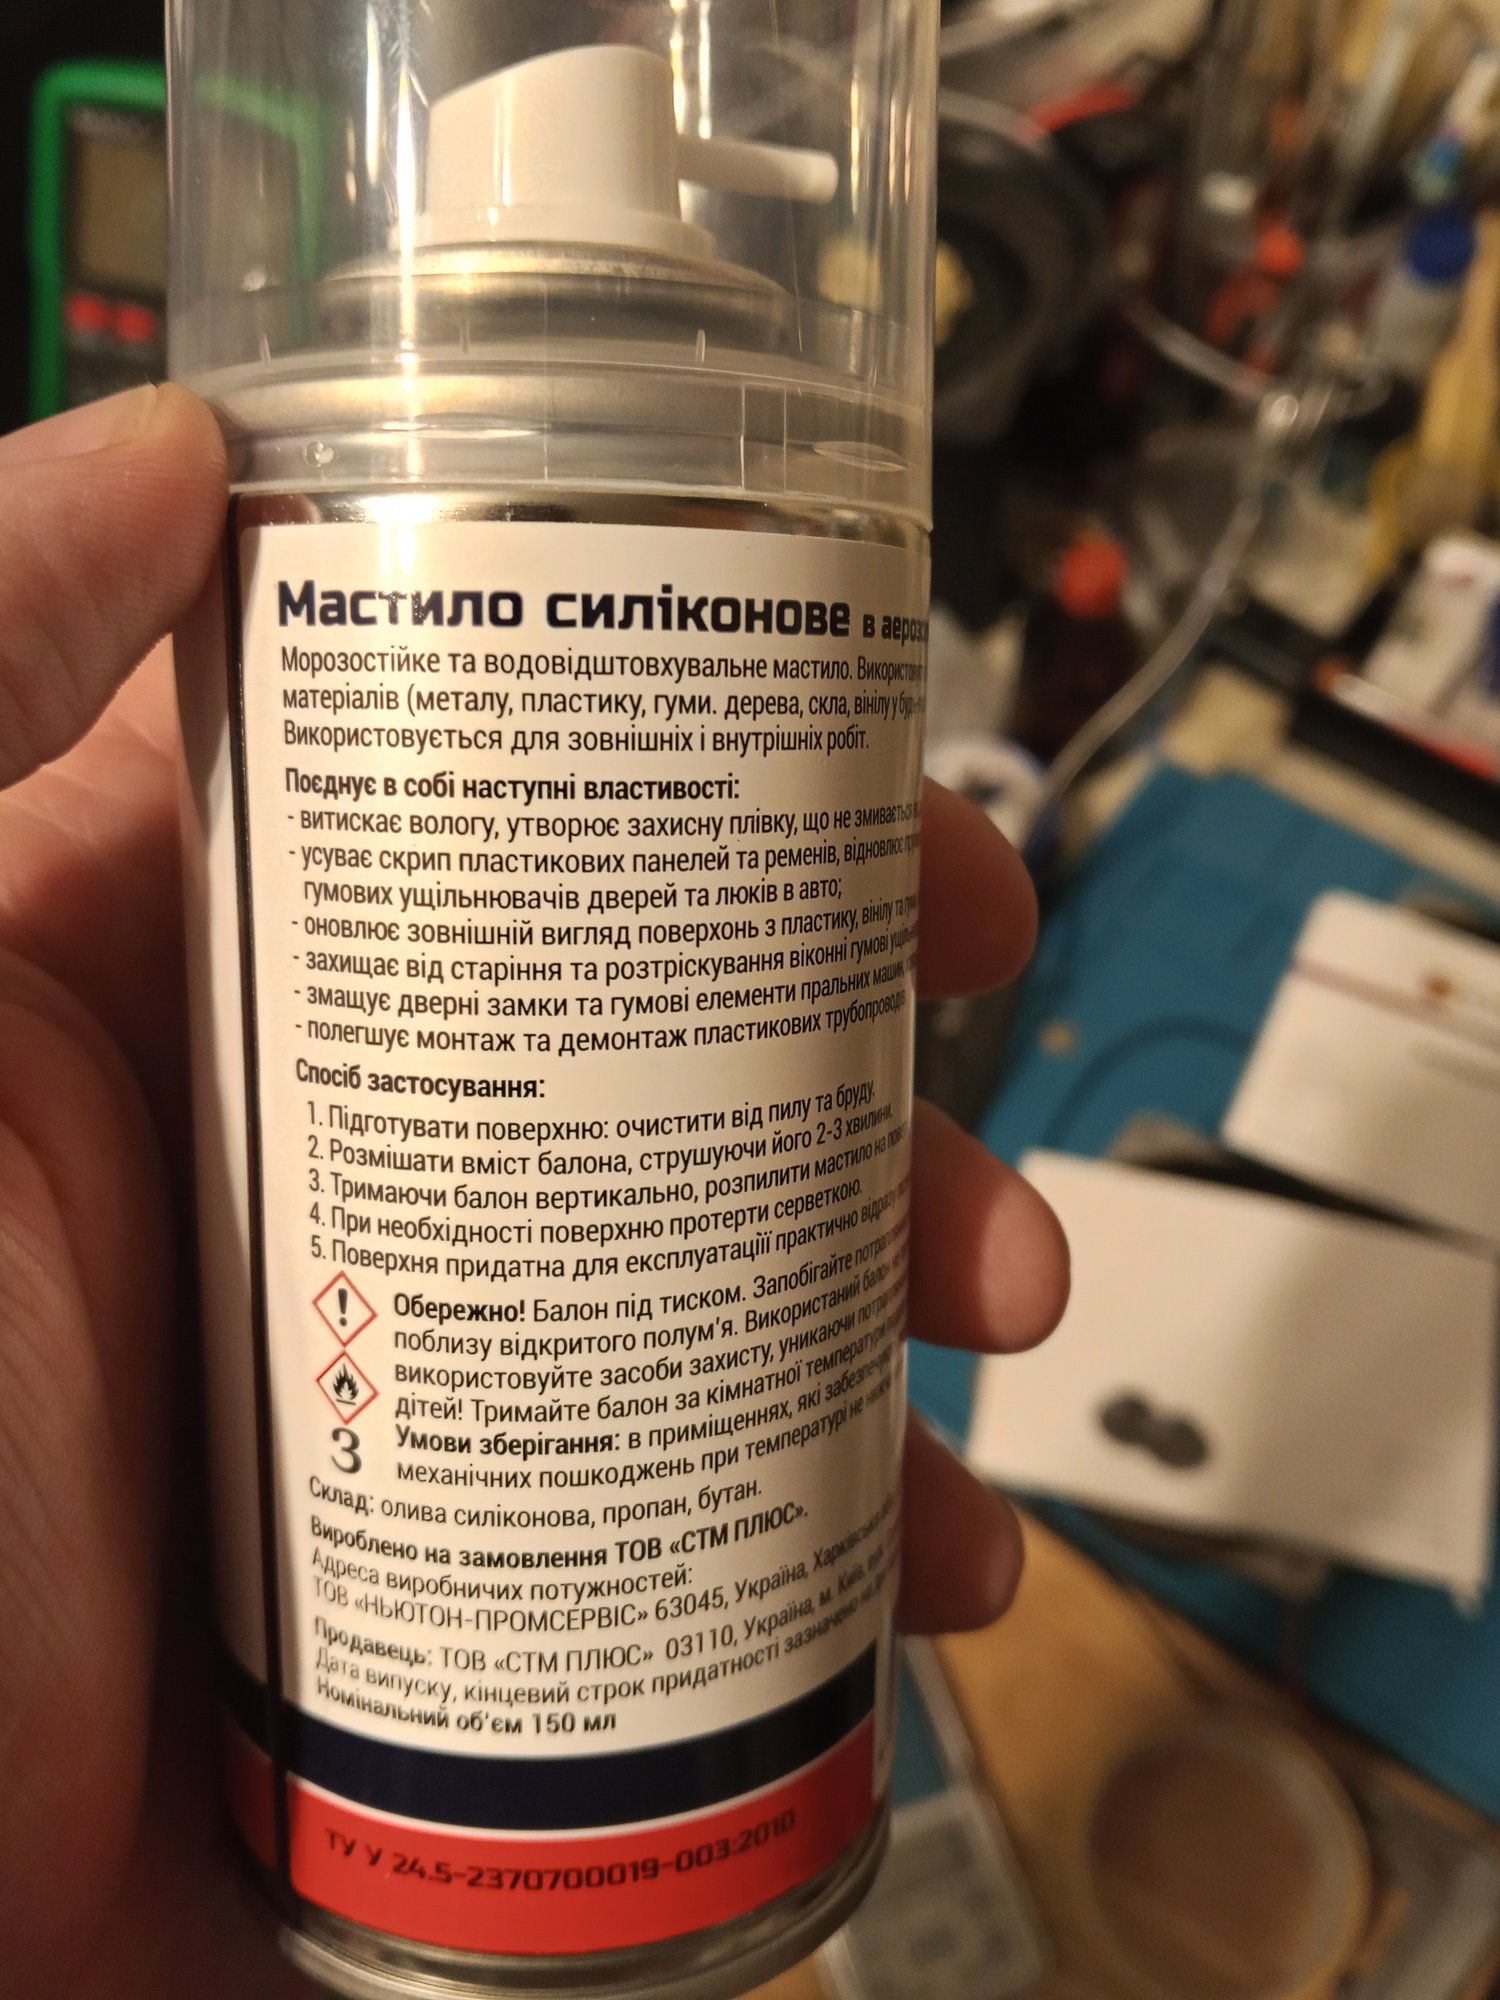 Мастило силіконове в
Морозостійке та водовідштовхувальне мастило.
матеріалів (металу, пластику, гуми. дерева, скла, вінілу у
Використовується для зовнішніх і внутрішніх робіт.
Поєднує в собі наступні властивості:
- витискає вологу, утворює захисну плівку, що не змивається
- усуває скрип пластикових панелей та ременів, відновлює
гумових ущільнювачів дверей та люків в авто;
- оновлює зовнішній вигляд поверхонь з пластику, вінілу та
- захищає від старіння та розтріскування віконні гумові
- змащує дверні замки та гумові елементи пральних машин,
- полегшує монтаж та демонтаж пластикових трубопроводів
Спосіб застосування:
1. Підготувати поверхню: очистити від пилу та бруду.
2. Розмішати вміст балона, струшуючи його 2-3 хвилини.
3. Тримаючи балон вертикально, розпилити мастило на
4. При необхідності поверхню протерти серветкою.
5. Поверхня придатна для експлуатаціїї практично відразу
Обережно! Балон під тиском. Запобігайте
поблизу відкритого полум'я. Використаний балон не
використовуйте засоби захисту, уникаючи
дітей! Тримайте балон за кімнатної температури
Умови зберігання: в приміщеннях, які
механічних пошкоджень при температурі не нижче
3
Склад: олива силіконова, пропан, бутан.
Вироблено на замовлення ТОВ «СТМ ПЛЮС».
Адреса виробничих потужностей:
ТОВ «НЬЮТОН-ПРОМСЕРВІС» 63045, Україна,
Продавець: ТОВ «СТМ ПЛЮС» 03110, Україна, м. Київ,
Дата випуску, кінцевий строк придатності зазначено
Номінальний об'єм 150 мл
ТУ У 24.5-2370700019-003:2010